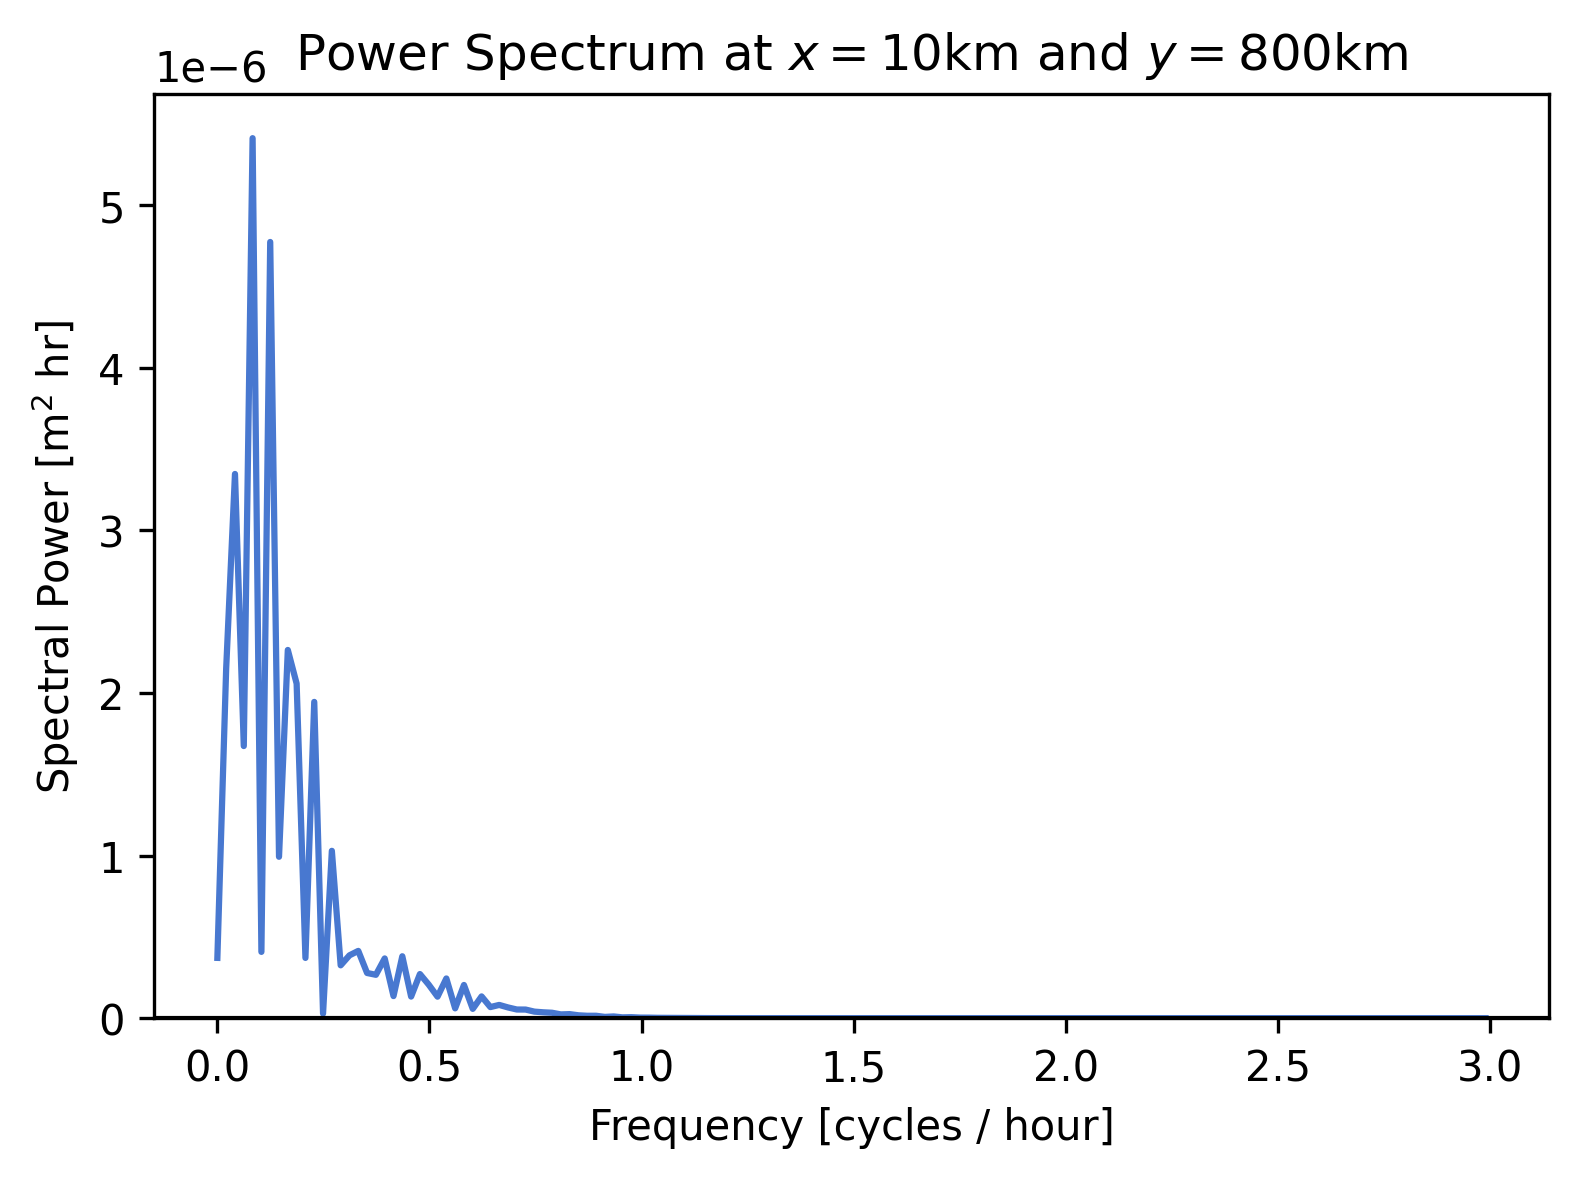 1e−6 Power Spectrum at x = 10km and y = 800km
5
4
3
2
1
0
Spectral Power [m² hr]
0.0 0.5 1.0 1.5 2.0 2.5 3.0
Frequency [cycles / hour]